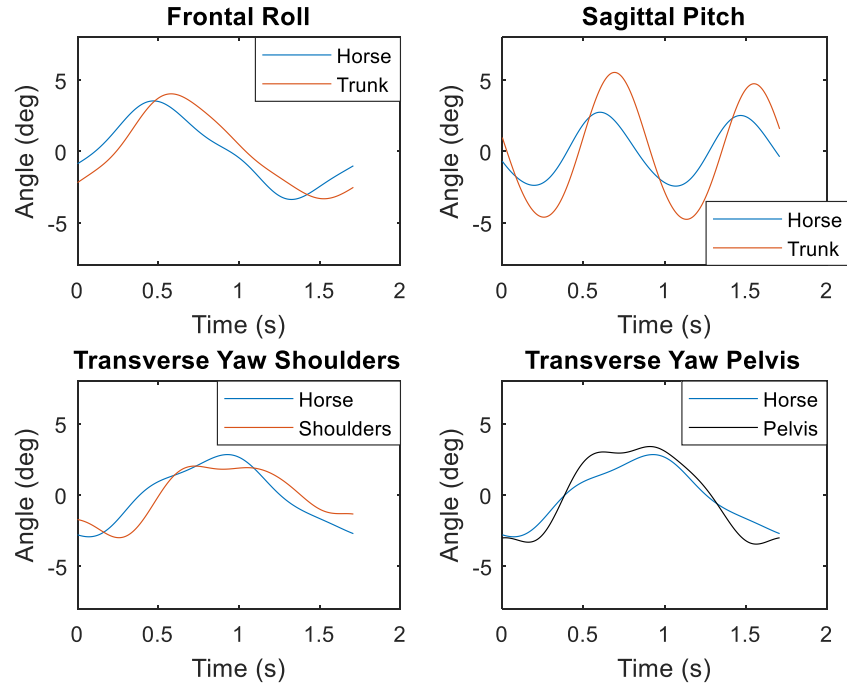 Frontal Roll
Horse
Trunk
5
0
-5
Angle (deg)
0
0.5
1
1.5
2
Time (s)
Sagittal Pitch
Horse
Trunk
5
0
-5
Angle (deg)
0
0.5
1
1.5
2
Time (s)
Transverse Yaw Shoulders
Horse
Shoulders
5
0
-5
Angle (deg)
0
0.5
1
1.5
2
Time (s)
Transverse Yaw Pelvis
Horse
Pelvis
5
0
-5
Angle (deg)
0
0.5
1
1.5
2
Time (s)